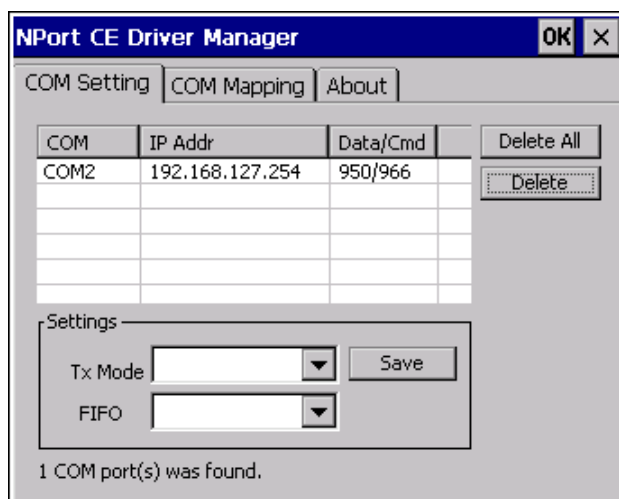 NPort CE Driver Manager OK ×
COM Setting COM Mapping About
COM IP Addr Data/Cmd Delete All
COM2 192.168.127.254 950/966 Delete
Settings
Tx Mode Save
FIFO
1 COM port(s) was found.